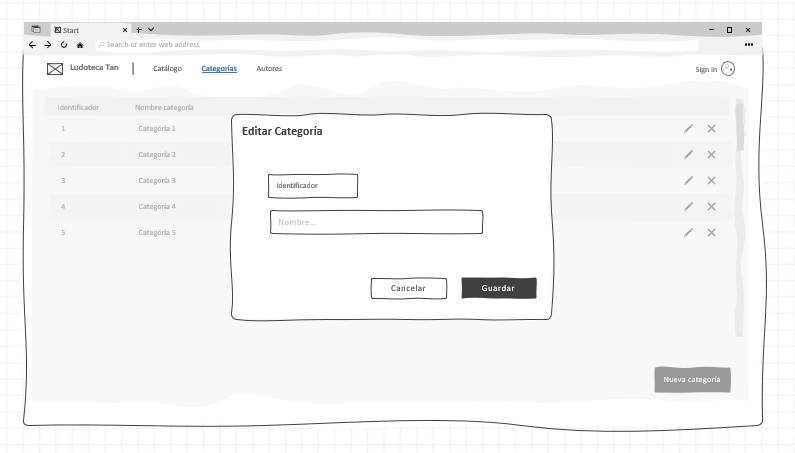 Start
Search or enter web address
Ludoteca Tan
Catálogo
Categorías
Autores
Sign in
Identificador
Nombre categoría
1
Categoría 1
2
Categoría 2
3
Categoría 3
4
Categoría 4
5
Categoría 5
Editar Categoría
Identificador
Nombre...
Cancelar
Guardar
Nueva categoría